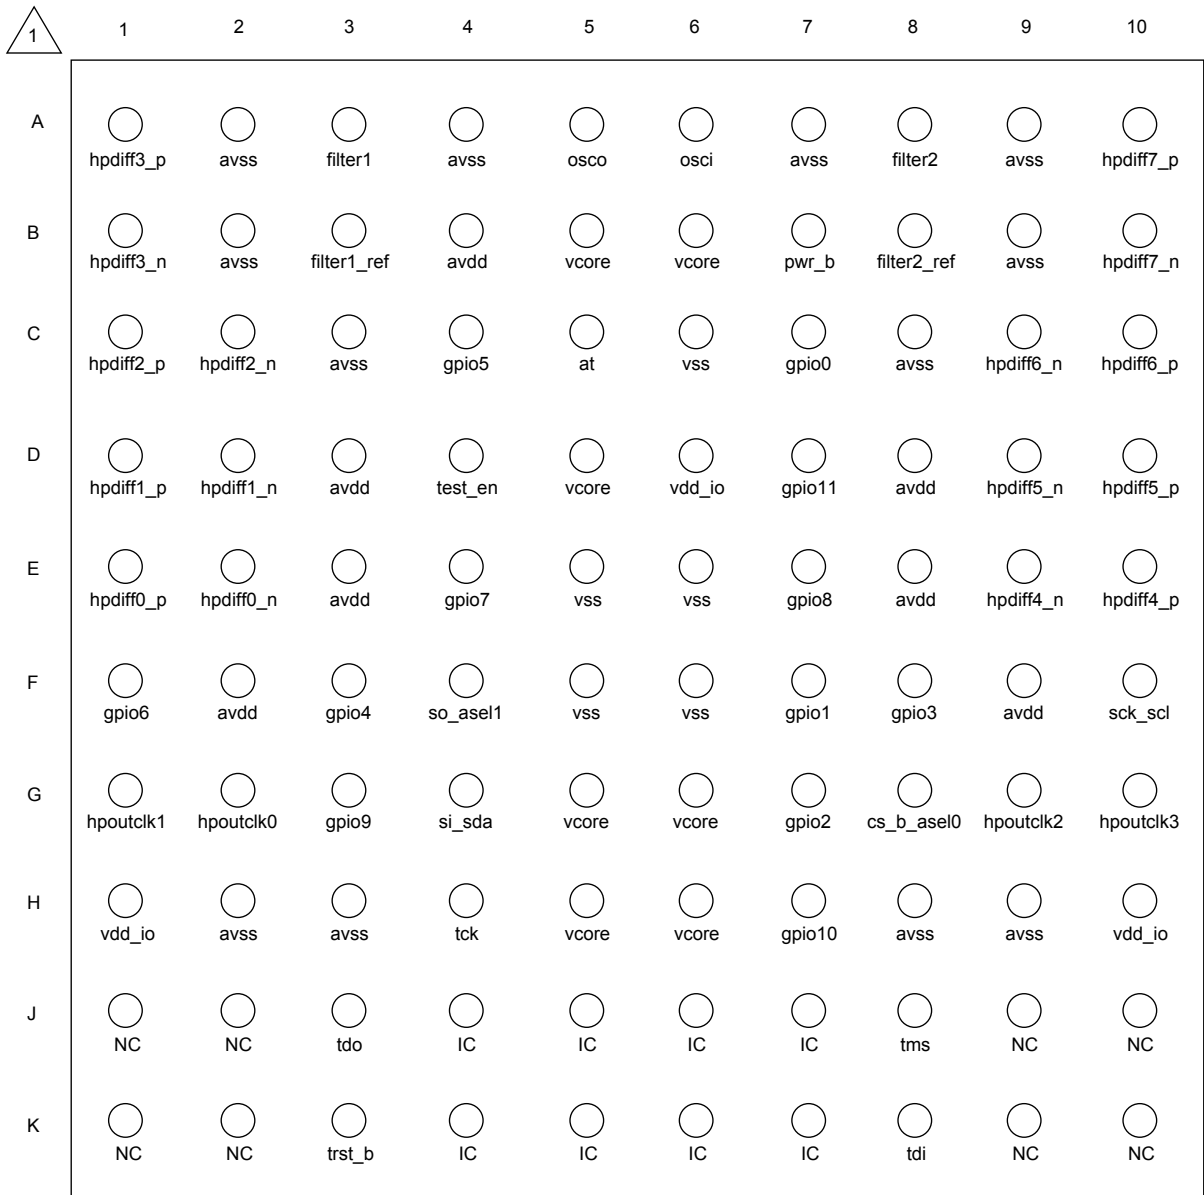 1 1 2 3 4 5 6 7 8 9 10
A
hpdiff3_p avss filter1 avss osco osci avss filter2 avss hpdiff7_p
B
hpdiff3_n avss filter1_ref avdd vcore vcore pwr_b filter2_ref avss hpdiff7_n
C
hpdiff2_p hpdiff2_n avss gpio5 at vss gpio0 avss hpdiff6_n hpdiff6_p
D
hpdiff1_p hpdiff1_n avdd test_en vcore vdd_io gpio11 avdd hpdiff5_n hpdiff5_p
E
hpdiff0_p hpdiff0_n avdd gpio7 vss vss gpio8 avdd hpdiff4_n hpdiff4_p
F
gpio6 avdd gpio4 so_asel1 vss vss gpio1 gpio3 avdd sck_scl
G
hpoutclk1 hpoutclk0 gpio9 si_sda vcore vcore gpio2 cs_b_asel0 hpoutclk2 hpoutclk3
H
vdd_io avss avss tck vcore vcore gpio10 avss avss vdd_io
J
NC NC tdo IC IC IC IC tms NC NC
K
NC NC trst_b IC IC IC IC tdi NC NC